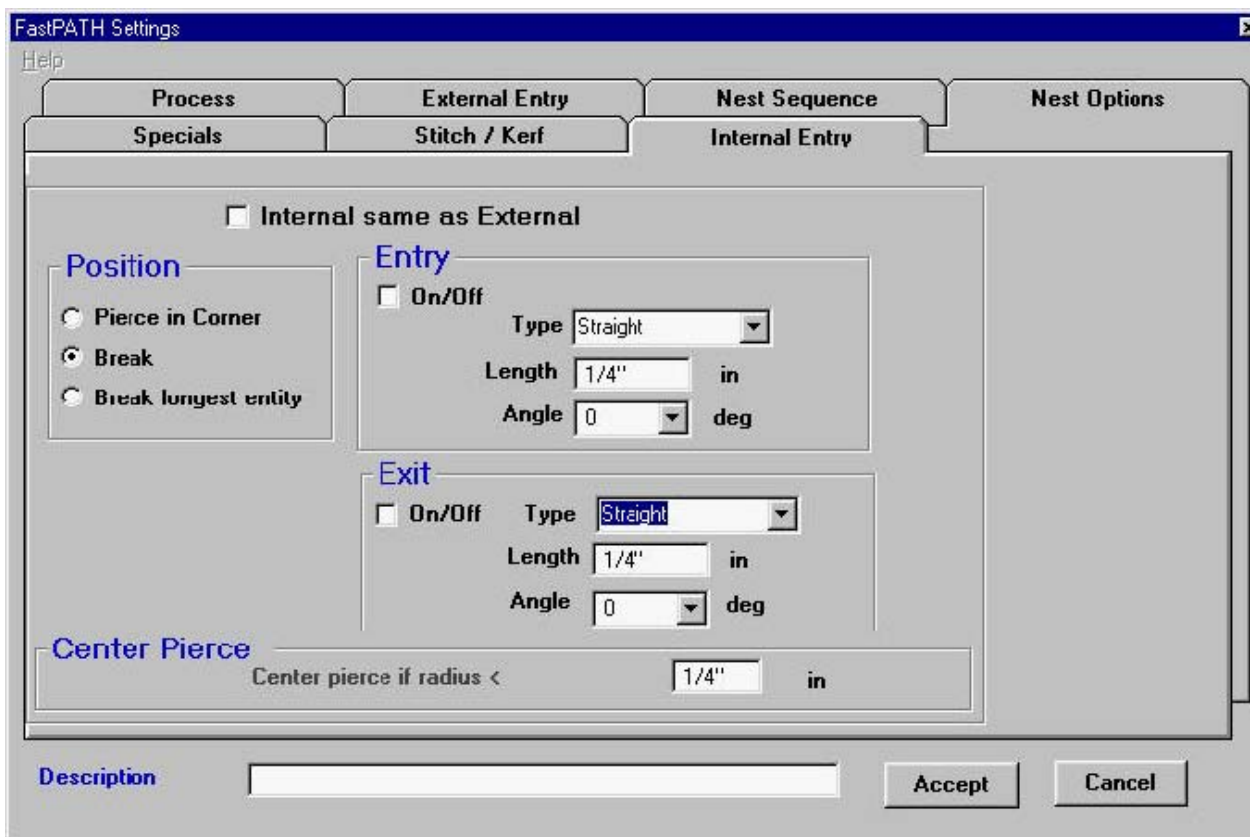 FastPATH Settings
Help
Process External Entry Nest Sequence Nest Options
Specials Stitch / Kerf Internal Entry
Internal same as External
Position
Pierce in Corner
Break
Break longest entity
Entry
On/Off
Type Straight
Length 1/4" in
Angle 0 deg
Exit
On/Off Type Straight
Length 1/4" in
Angle 0 deg
Center Pierce
Center pierce if radius < 1/4" in
Description
Accept Cancel